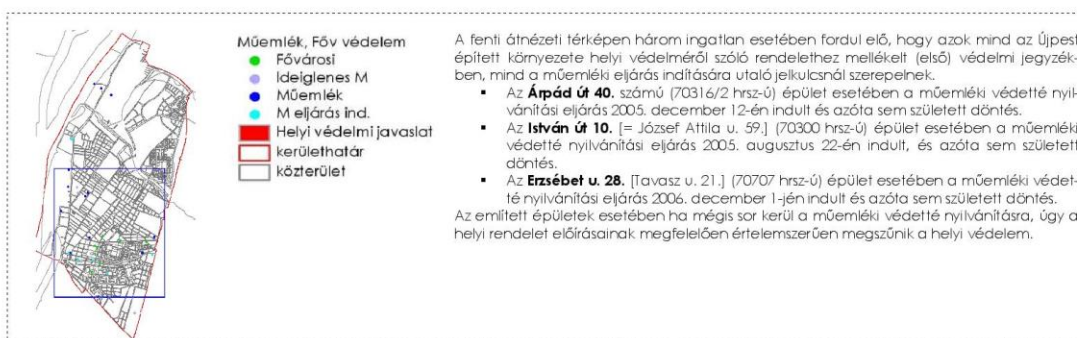 Műemlék, Föv védelem
Fővárosi
Ideiglenes M
Műemlék
M eljárás ind.
Helyi védelmi javaslat
kerülethatár
közterület
A fenti átnézeti térképen három ingatlan esetében fordul elő, hogy azok mind az Újpest
épített környezete helyi védelméről szóló rendelethez mellékelt (első) védelmi jegyzék-
ben, mind a műemléki eljárás indítására utaló jelkulcsnál szerepelnek.
▪ Az Árpád út 40. számú (70316/2 hrsz-ú) épület esetében a műemléki védetté nyil-
vánítási eljárás 2005. december 12-én indult és azóta sem született döntés.
▪ Az István út 10. [= József Attila u. 59.] (70300 hrsz-ú) épület esetében a műemléki
védetté nyilvánítási eljárás 2005. augusztus 22-én indult, és azóta sem született
döntés.
▪ Az Erzsébet u. 28. [Tavasz u. 21.] (70707 hrsz-ú) épület esetében a műemléki védet-
té nyilvánítási eljárás 2006. december 1-jén indult és azóta sem született döntés.
Az említett épületek esetében ha mégis sor kerül a műemléki védetté nyilvánításra, úgy a
helyi rendelet előírásainak megfelelően értelemszerűen megszűnik a helyi védelem.